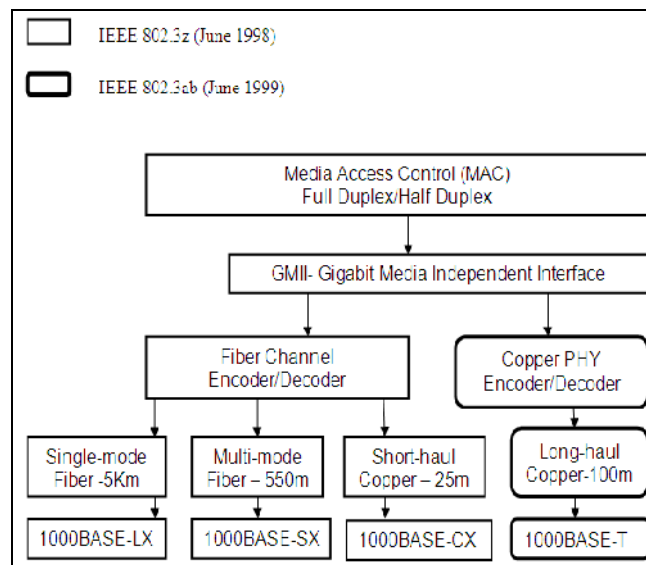 IEEE 802.3z (June 1998)
IEEE 802.3ab (June 1999)
Media Access Control (MAC)
Full Duplex/Half Duplex
GMII- Gigabit Media Independent Interface
Fiber Channel
Encoder/Decoder
Copper PHY
Encoder/Decoder
Single-mode
Fiber -5Km
Multi-mode
Fiber – 550m
Short-haul
Copper – 25m
Long-haul
Copper-100m
1000BASE-LX
1000BASE-SX
1000BASE-CX
1000BASE-T